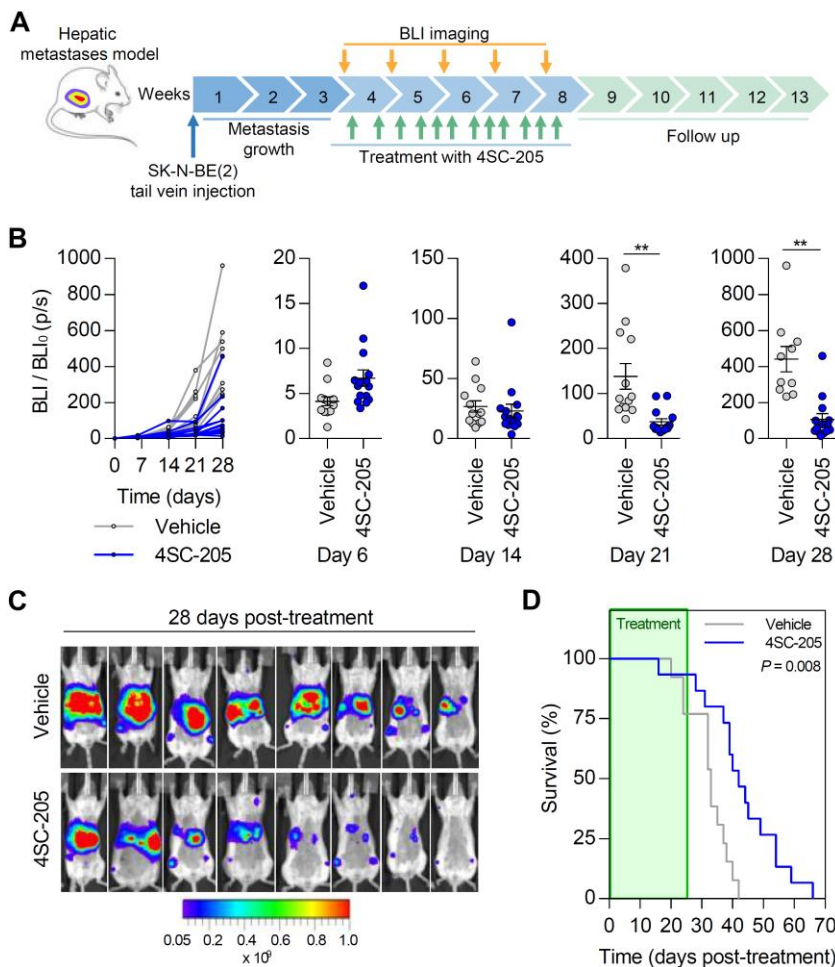 A
Hepatic
metastases model
BLI imaging
Weeks 1 2 3 4 5 6 7 8 9 10 11 12 13
Metastasis
growth
Treatment with 4SC-205
Follow up
SK-N-BE(2)
tail vein injection
B
BLI / BLI0 (p/s)
1000
800
600
400
200
0
0 7 14 21 28
Time (days)
Vehicle
4SC-205
20
15
10
5
0
Vehicle
4SC-205
Day 6
150
100
50
0
Vehicle
4SC-205
Day 14
**
400
300
200
100
0
Vehicle
4SC-205
Day 21
**
1000
800
600
400
200
0
Vehicle
4SC-205
Day 28
C
28 days post-treatment
Vehicle
4SC-205
0.05 0.2 0.4 0.6 0.8 1.0
x 10⁹
D
Treatment
Vehicle
4SC-205
P = 0.008
Survival (%)
100
75
50
25
0
0 10 20 30 40 50 60 70
Time (days post-treatment)